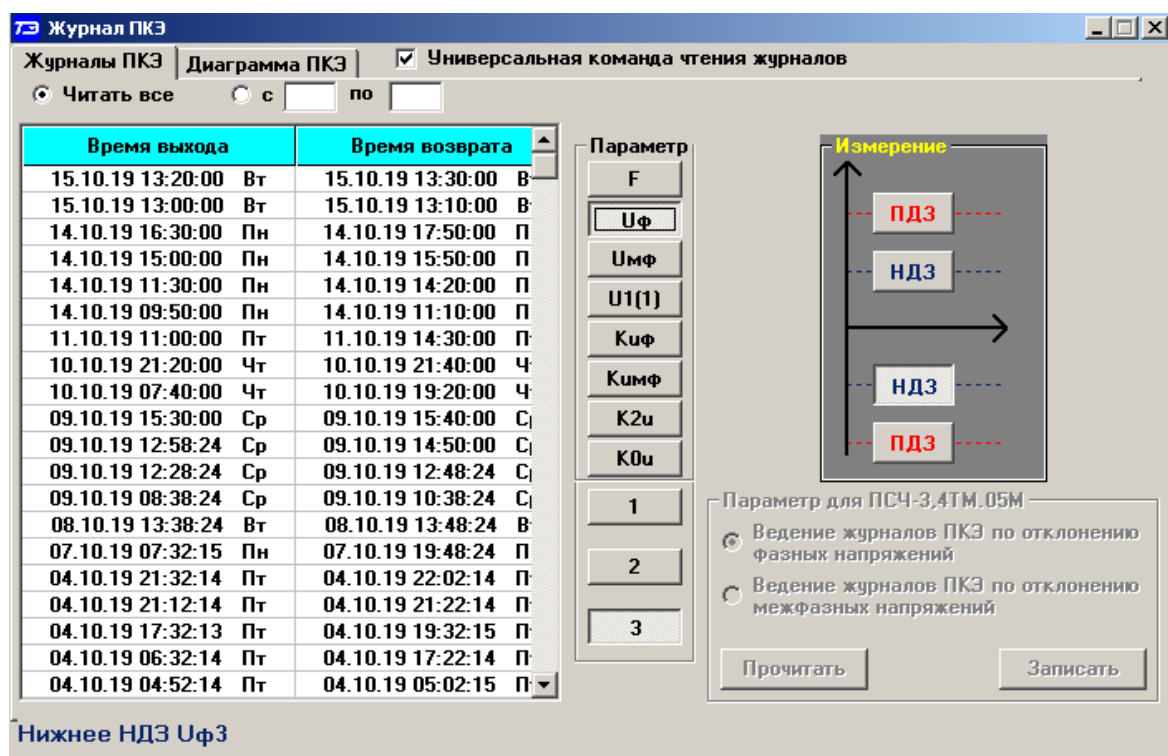 ТЭ Журнал ПКЭ
Журналы ПКЭ Диаграмма ПКЭ Универсальная команда чтения журналов
Читать все с по
Время выхода Время возврата
15.10.19 13:20:00 Вт 15.10.19 13:30:00 В
15.10.19 13:00:00 Вт 15.10.19 13:10:00 В
14.10.19 16:30:00 Пн 14.10.19 17:50:00 П
14.10.19 15:00:00 Пн 14.10.19 15:50:00 П
14.10.19 11:30:00 Пн 14.10.19 14:20:00 П
14.10.19 09:50:00 Пн 14.10.19 11:10:00 П
11.10.19 11:00:00 Пт 11.10.19 14:30:00 П
10.10.19 21:20:00 Чт 10.10.19 21:40:00 Ч
10.10.19 07:40:00 Чт 10.10.19 19:20:00 Ч
09.10.19 15:30:00 Ср 09.10.19 15:40:00 Ср
09.10.19 12:58:24 Ср 09.10.19 14:50:00 Ср
09.10.19 12:28:24 Ср 09.10.19 12:48:24 Ср
09.10.19 08:38:24 Ср 09.10.19 10:38:24 Ср
08.10.19 13:38:24 Вт 08.10.19 13:48:24 В
07.10.19 07:32:15 Пн 07.10.19 19:48:24 П
04.10.19 21:32:14 Пт 04.10.19 22:02:14 П
04.10.19 21:12:14 Пт 04.10.19 21:22:14 П
04.10.19 17:32:13 Пт 04.10.19 19:32:15 П
04.10.19 06:32:14 Пт 04.10.19 17:22:14 П
04.10.19 04:52:14 Пт 04.10.19 05:02:15 П
Параметр
F
Uф
Uмф
U1(1)
Kuф
Kuмф
K2u
K0u
1
2
3
Измерение
ПДЗ
НДЗ
НДЗ
ПДЗ
Параметр для ПСЧ-3,4ТМ.05М
Ведение журналов ПКЭ по отклонению
фазных напряжений
Ведение журналов ПКЭ по отклонению
межфазных напряжений
Прочитать Записать
Нижнее НДЗ Uф3